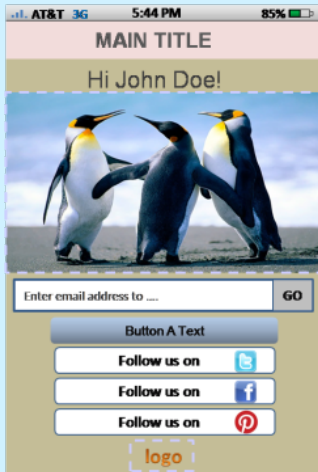 AT&T 3G 5:44 PM 85%
MAIN TITLE
Hi John Doe!
Enter email address to .... GO
Button A Text
Follow us on t
Follow us on f
Follow us on P
logo